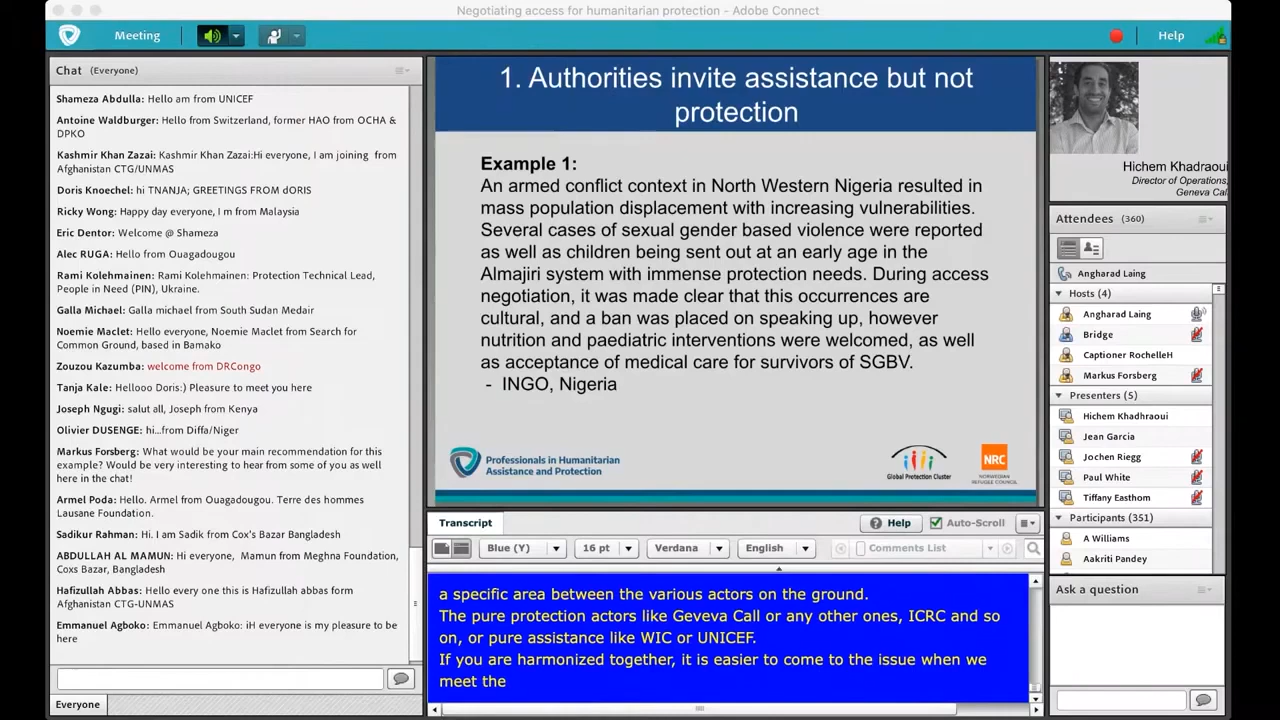 Negotiating access for humanitarian protection - Adobe Connect
Meeting
Help
Chat (Everyone)
Shameza Abdulla: Hello am from UNICEF
Antoine Waldburger: Hello from Switzerland, former HAO from OCHA &
DPKO
Kashmir Khan Zazai: Kashmir Khan Zazai:Hi everyone, I am joining from
Afghanistan CTG/UNMAS
Doris Knoechel: hi TNANJA; GREETINGS FROM dORIS
Ricky Wong: Happy day everyone, I m from Malaysia
Eric Dentor: Welcome @ Shameza
Alec RUGA: Hello from Ouagadougou
Rami Kolehmainen: Rami Kolehmainen: Protection Technical Lead,
People in Need (PIN), Ukraine.
Galla Michael: Galla michael from South Sudan Medair
Noemie Maclet: Hello everyone, Noemie Maclet from Search for
Common Ground, based in Bamako
Zouzou Kazumba: welcome from DRCongo
Tanja Kale: Hellooo Doris:) Pleasure to meet you here
Joseph Ngugi: salut all, Joseph from Kenya
Olivier DUSENGE: hi...from Diffa/Niger
Markus Forsberg: What would be your main recommendation for this
example? Would be very interesting to hear from some of you as well
here in the chat!
Armel Poda: Hello. Armel from Ouagadougou. Terre des hommes
Lausane Foundation.
Sadikur Rahman: Hi. I am Sadik from Cox's Bazar Bangladesh
ABDULLAH AL MAMUN: Hi everyone, Mamun from Meghna Foundation,
Coxs Bazar, Bangladesh
Hafizullah Abbas: Hello every one this is Hafizullah abbas form
Afghanistan CTG-UNMAS
Emmanuel Agboko: Emmanuel Agboko: iH everyone is my pleasure to be
here
Everyone
1. Authorities invite assistance but not
protection
Example 1:
An armed conflict context in North Western Nigeria resulted in
mass population displacement with increasing vulnerabilities.
Several cases of sexual gender based violence were reported
as well as children being sent out at an early age in the
Almajiri system with immense protection needs. During access
negotiation, it was made clear that this occurrences are
cultural, and a ban was placed on speaking up, however
nutrition and paediatric interventions were welcomed, as well
as acceptance of medical care for survivors of SGBV.
- INGO, Nigeria
Professionals in Humanitarian
Assistance and Protection
Global Protection Cluster
NRC
NORWEGIAN
REFUGEE COUNCIL
Transcript
Help
Auto-Scroll
Blue (Y)
16 pt
Verdana
English
Comments List
a specific area between the various actors on the ground.
The pure protection actors like Geveva Call or any other ones, ICRC and so
on, or pure assistance like WIC or UNICEF.
If you are harmonized together, it is easier to come to the issue when we
meet the
Hichem Khadraoui
Director of Operations,
Geneva Cal
Attendees (360)
Angharad Laing
Hosts (4)
Angharad Laing
Bridge
Captioner RochelleH
Markus Forsberg
Presenters (5)
Hichem Khadhraoui
Jean Garcia
Jochen Riegg
Paul White
Tiffany Easthom
Participants (351)
A Williams
Aakriti Pandey
Ask a question